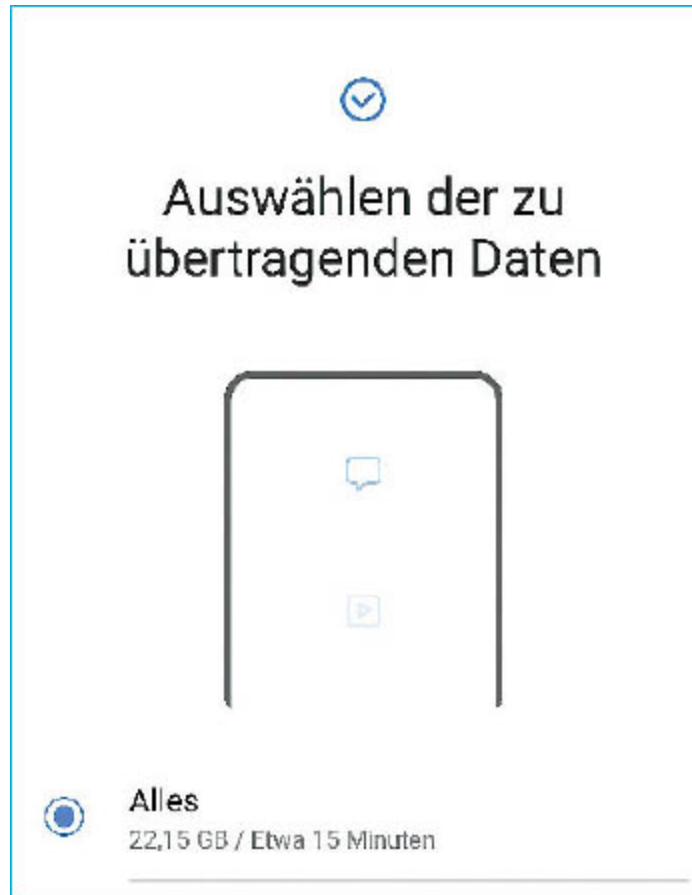 Auswählen der zu
übertragenden Daten
Alles
22,15 GB / Etwa 15 Minuten